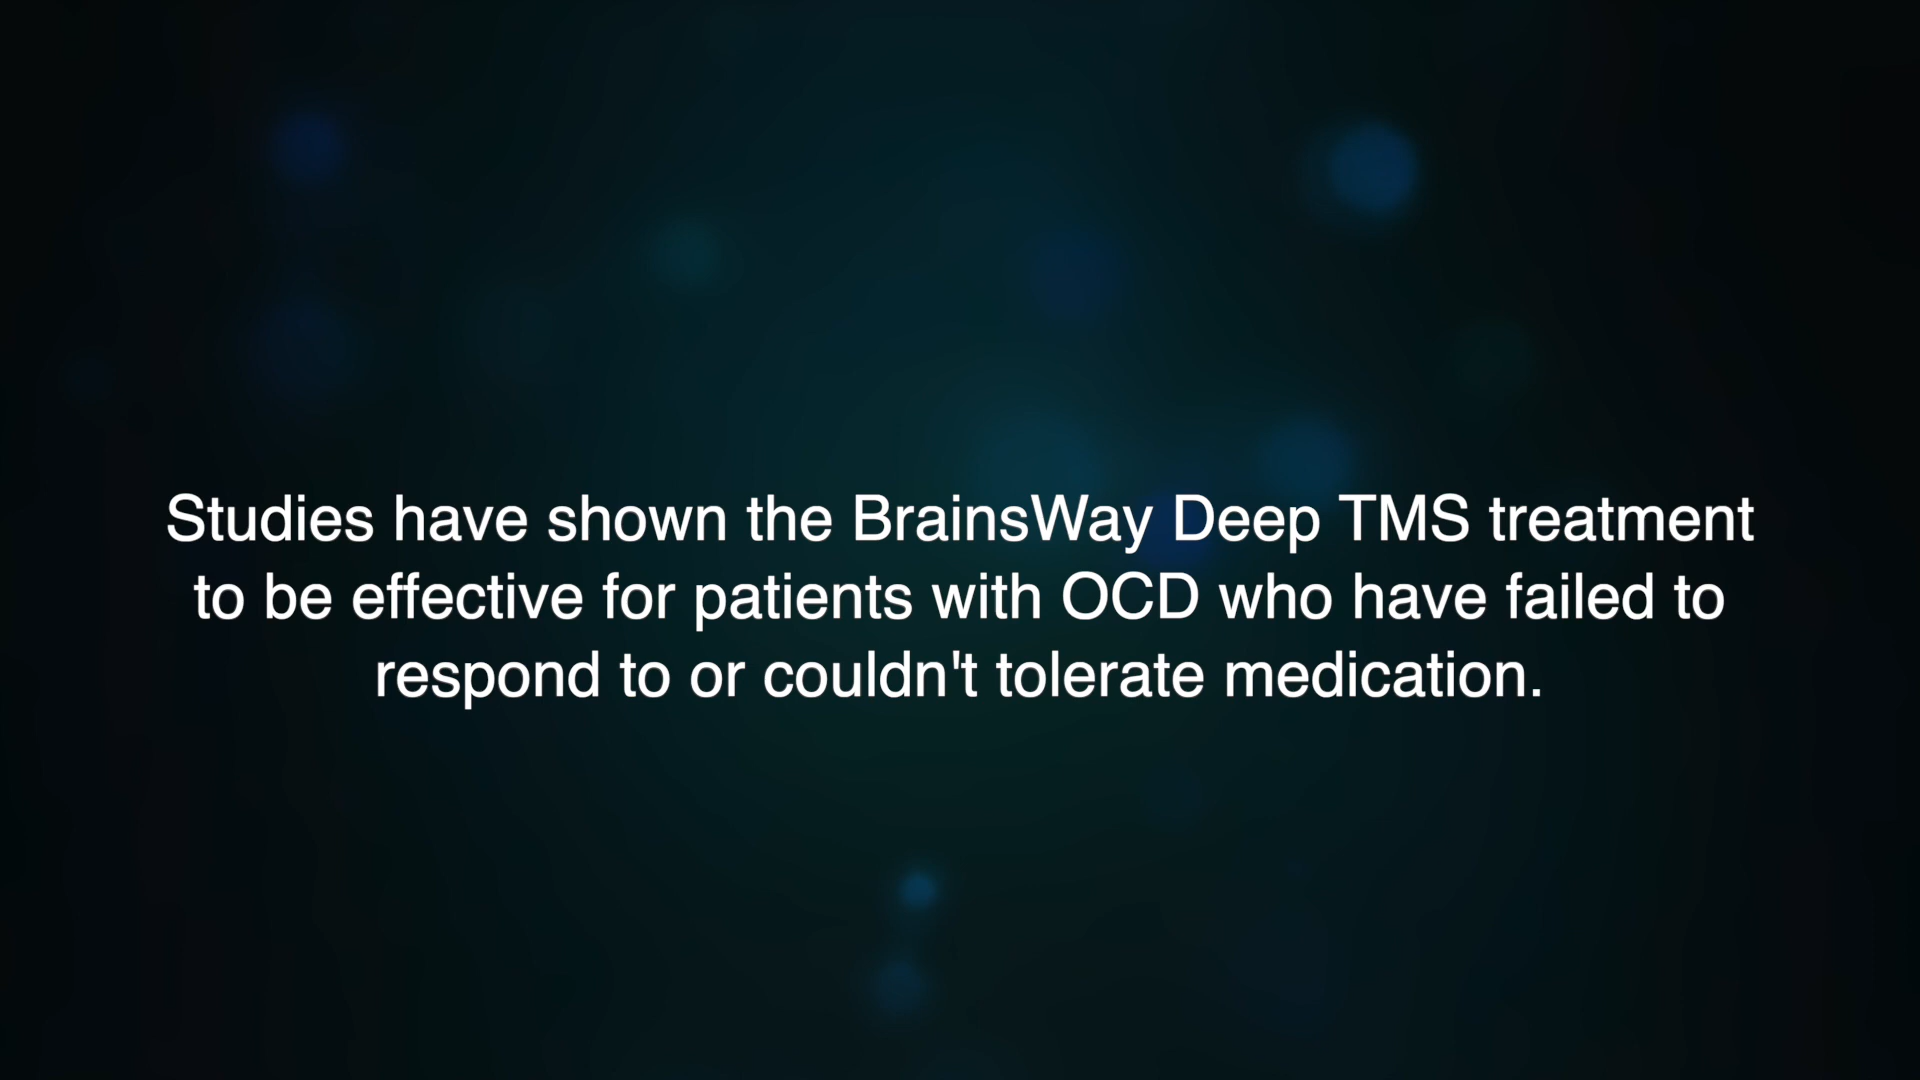 Studies have shown the BrainsWay Deep TMS treatment
to be effective for patients with OCD who have failed to
respond to or couldn't tolerate medication.